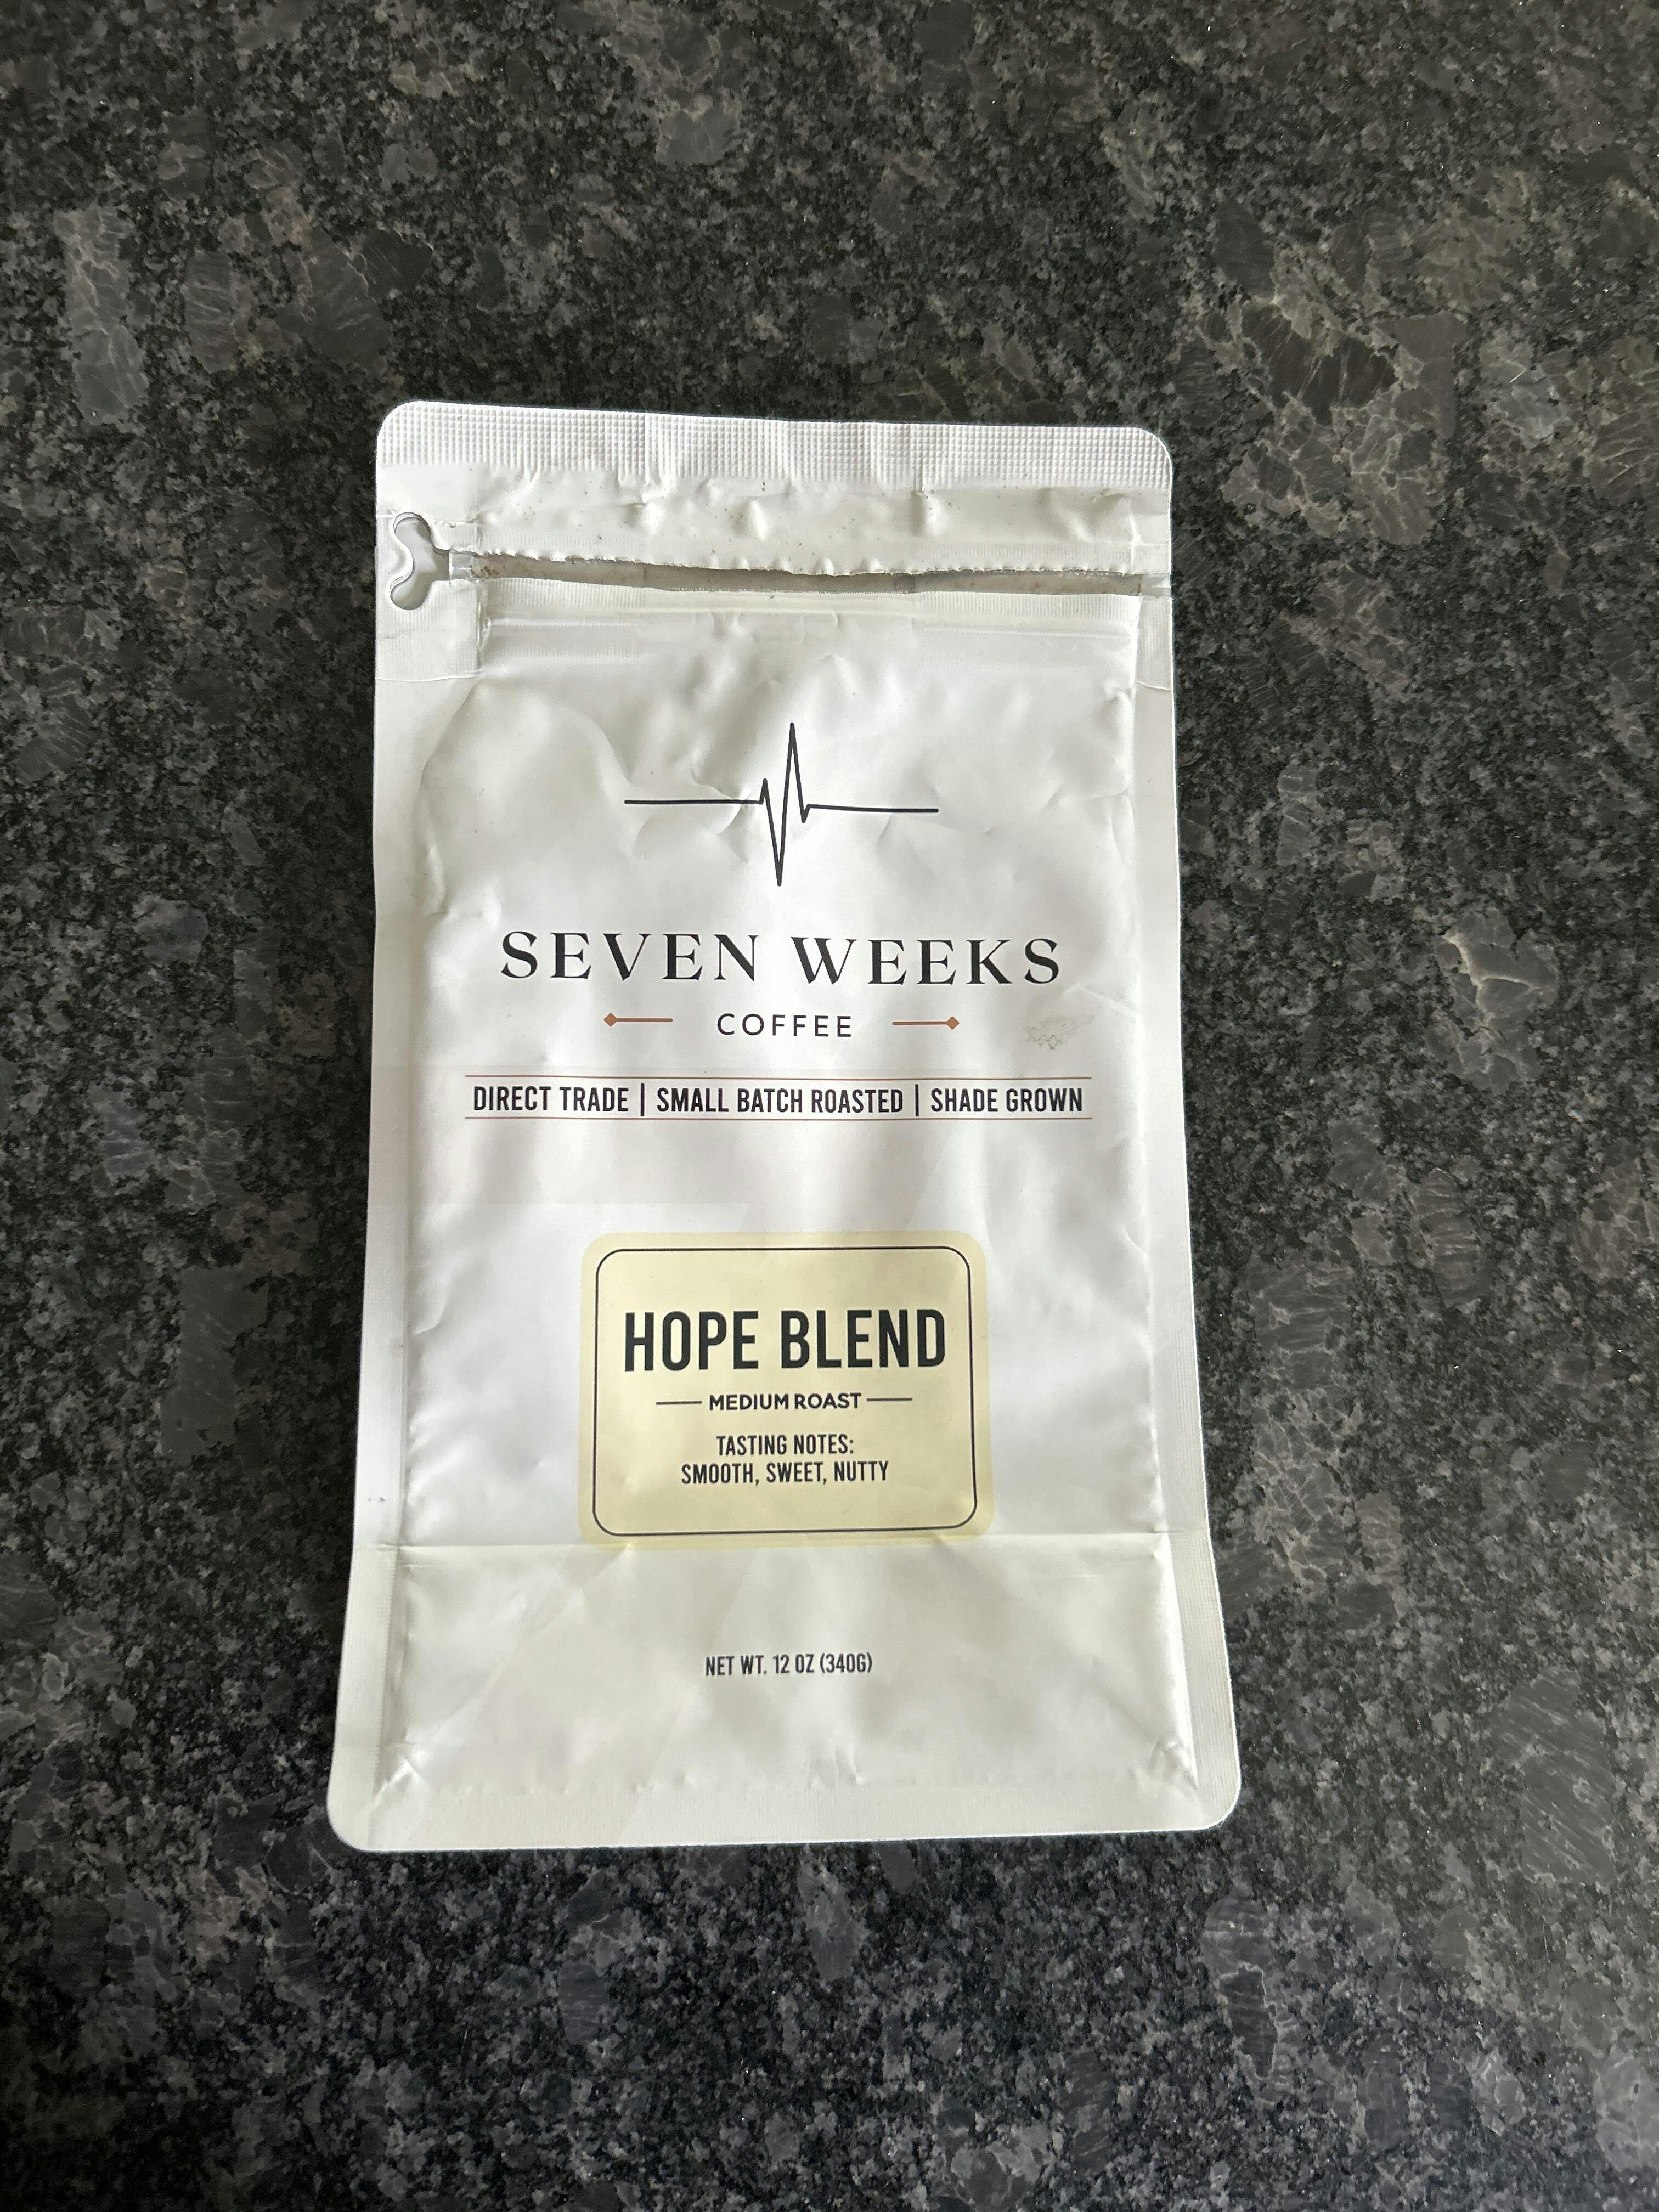 SEVEN WEEKS
COFFEE
DIRECT TRADE | SMALL BATCH ROASTED | SHADE GROWN
HOPE BLEND
MEDIUM ROAST
TASTING NOTES:
SMOOTH, SWEET, NUTTY
NET WT. 12 OZ (340G)